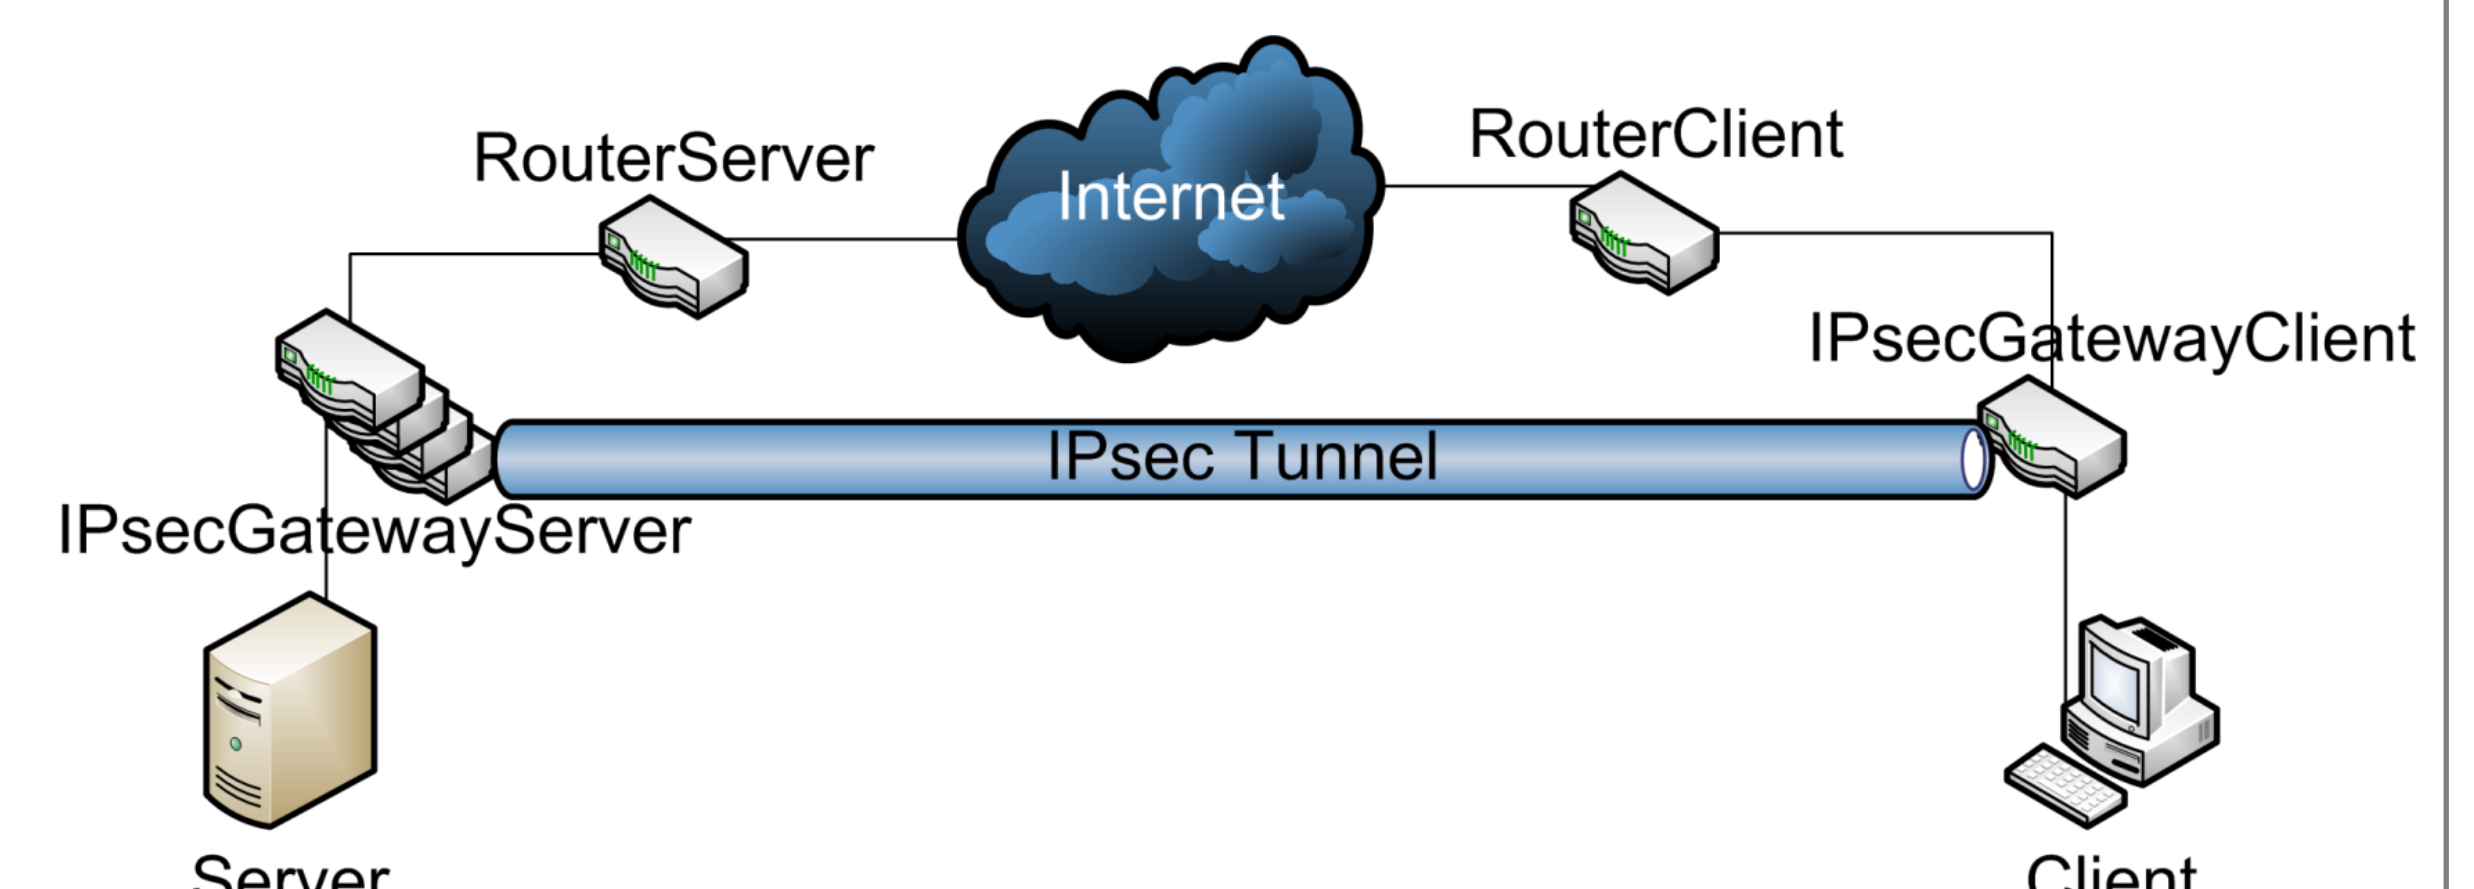 RouterClient
RouterServer
Internet
IPsecGatewayClient
IPsec Tunnel
IPsecGatewayServer
Server
Client